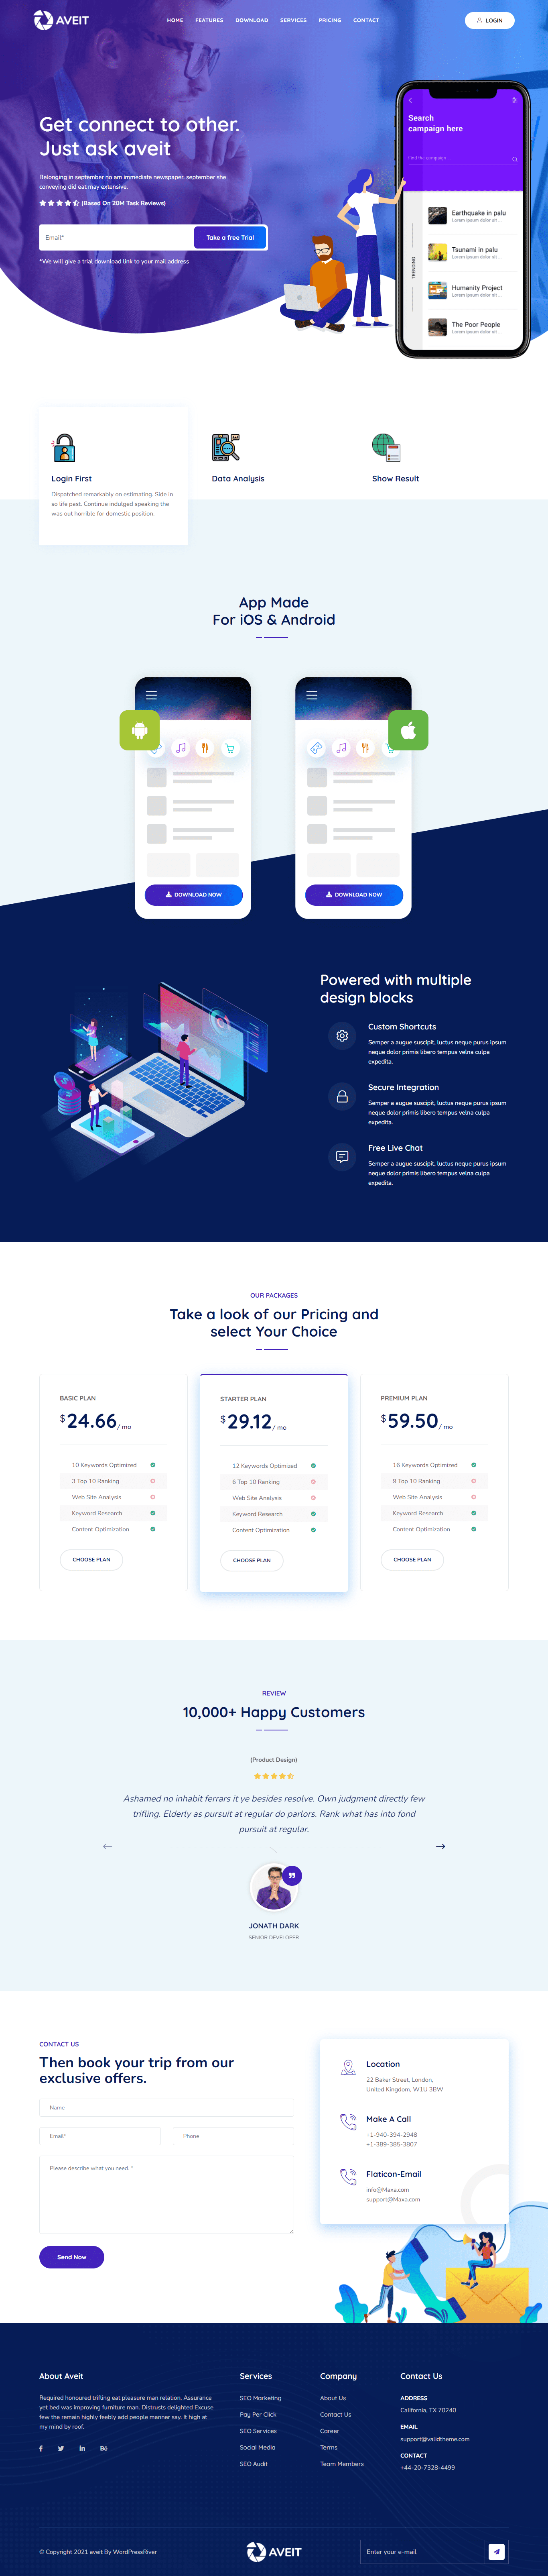 AVEIT
HOME FEATURES DOWNLOAD SERVICES PRICING CONTACT
LOGIN
Get connect to other.
Just ask aveit
Belonging in september no am immediate newspaper, september she
conveying did eat may extensive.
(Based On 20M Task Reviews)
Email*
Take a free Trial
*We will give a trial download link to your mail address
Search
campaign here
Find the campaign ...
TRENDING
Earthquake in palu
Lorem ipsum dolor sit ...
Tsunami in palu
Lorem ipsum dolor sit ...
Humanity Project
Lorem ipsum dolor sit ...
The Poor People
Lorem ipsum dolor sit ...
Login First
Dispatched remarkably on estimating. Side in
so life past. Continue indulged speaking the
was out horrible for domestic position
Data Analysis
Show Result
App Made
For iOS & Android
DOWNLOAD NOW
DOWNLOAD NOW
Powered with multiple
design blocks
Custom Shortcuts
Semper a augue suscipit, luctus neque purus ipsum
neque dolor primis libero tempus velna culpa
expedita.
Secure Integration
Semper a augue suscipit, luctus neque purus ipsum
neque dolor primis libero tempus velna culpa
expedita.
Free Live Chat
Semper a augue suscipit, luctus neque purus ipsum
neque dolor primis libero tempus velna culpa
expedita.
OUR PACKAGES
Take a look of our Pricing and
select Your Choice
BASIC PLAN
$24.66 / mo
10 Keywords Optimized
3 Top 10 Ranking
Web Site Analysis
Keyword Research
Content Optimization
CHOOSE PLAN
STARTER PLAN
$29.12 / mo
12 Keywords Optimized
6 Top 10 Ranking
Web Site Analysis
Keyword Research
Content Optimization
CHOOSE PLAN
PREMIUM PLAN
$59.50 / mo
16 Keywords Optimized
9 Top 10 Ranking
Web Site Analysis
Keyword Research
Content Optimization
CHOOSE PLAN
REVIEW
10,000+ Happy Customers
(Product Design)
Ashamed no inhabit ferrars it ye besides resolve. Own judgment directly few
trifling. Elderly as pursuit at regular do parlors. Rank what has into fond
pursuit at regular.
JONATH DARK
SENIOR DEVELOPER
CONTACT US
Then book your trip from our
exclusive offers.
Name
Email*
Phone
Please describe what you need. *
Send Now
Location
22 Baker Street, London,
United Kingdom, W1U 3BW
Make A Call
+1-940-394-2948
+1-389-385-3807
Flaticon-Email
info@Maxa.com
support@Maxa.com
About Aveit
Required honoured trifling eat pleasure man relation. Assurance
yet bed was improving furniture man. Distrusts delighted Excuse
few the remain highly feebly add people manner say. It high at
my mind by roof.
Services
SEO Marketing
Pay Per Click
SEO Services
Social Media
SEO Audit
Company
About Us
Contact Us
Career
Terms
Team Members
Contact Us
ADDRESS
California, TX 70240
EMAIL
support@validtheme.com
CONTACT
+44-20-7328-4499
© Copyright 2021 aveit By WordPressRiver
AVEIT
Enter your e-mail